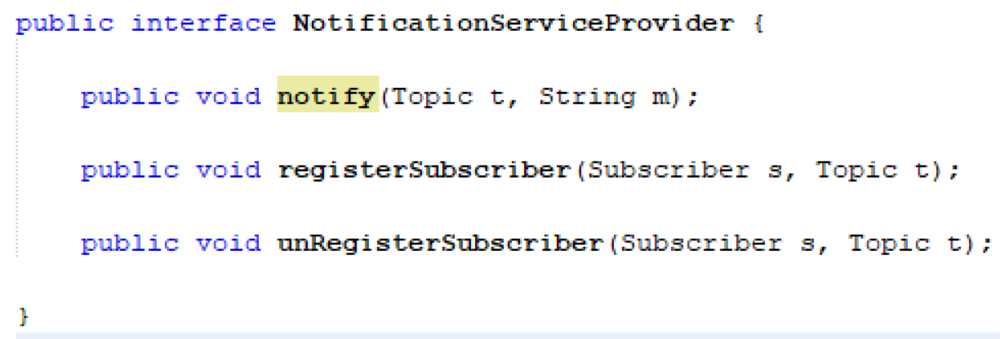 public interface NotificationServiceProvider {
public void notify(Topic t, String m);
public void registerSubscriber(Subscriber s, Topic t);
public void unRegisterSubscriber(Subscriber s, Topic t);
}